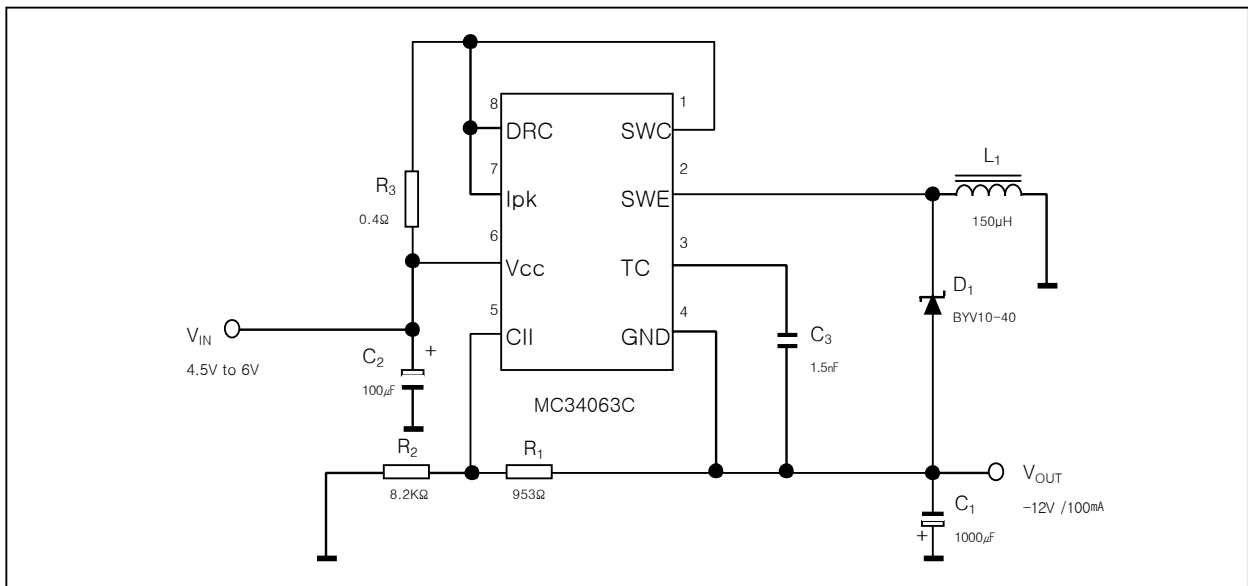 8
DRC
1
SWC
7
Ipk
2
SWE
6
Vcc
3
TC
5
CII
4
GND
MC34063C
R3
0.4Ω
VIN
4.5V to 6V
C2
+
100μF
R2
8.2KΩ
R1
953Ω
L1
150μH
D1
BYV10-40
C3
1.5nF
VOUT
-12V /100mA
C1
+
1000μF